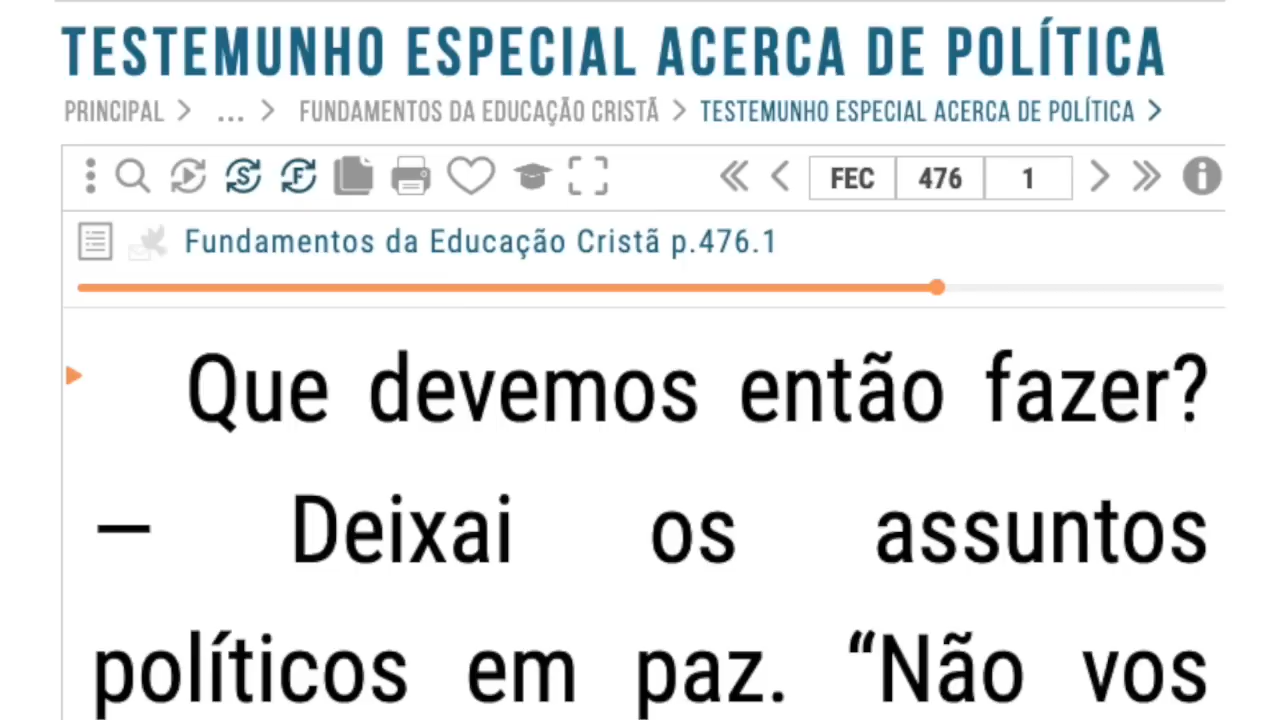 TESTEMUNHO ESPECIAL ACERCA DE POLÍTICA
PRINCIPAL > ... > FUNDAMENTOS DA EDUCAÇÃO CRISTÃ > TESTEMUNHO ESPECIAL ACERCA DE POLÍTICA >
S F FEC 476 1 i
Fundamentos da Educação Cristã p.476.1
Que devemos então fazer?
— Deixai os assuntos
políticos em paz. “Não vos